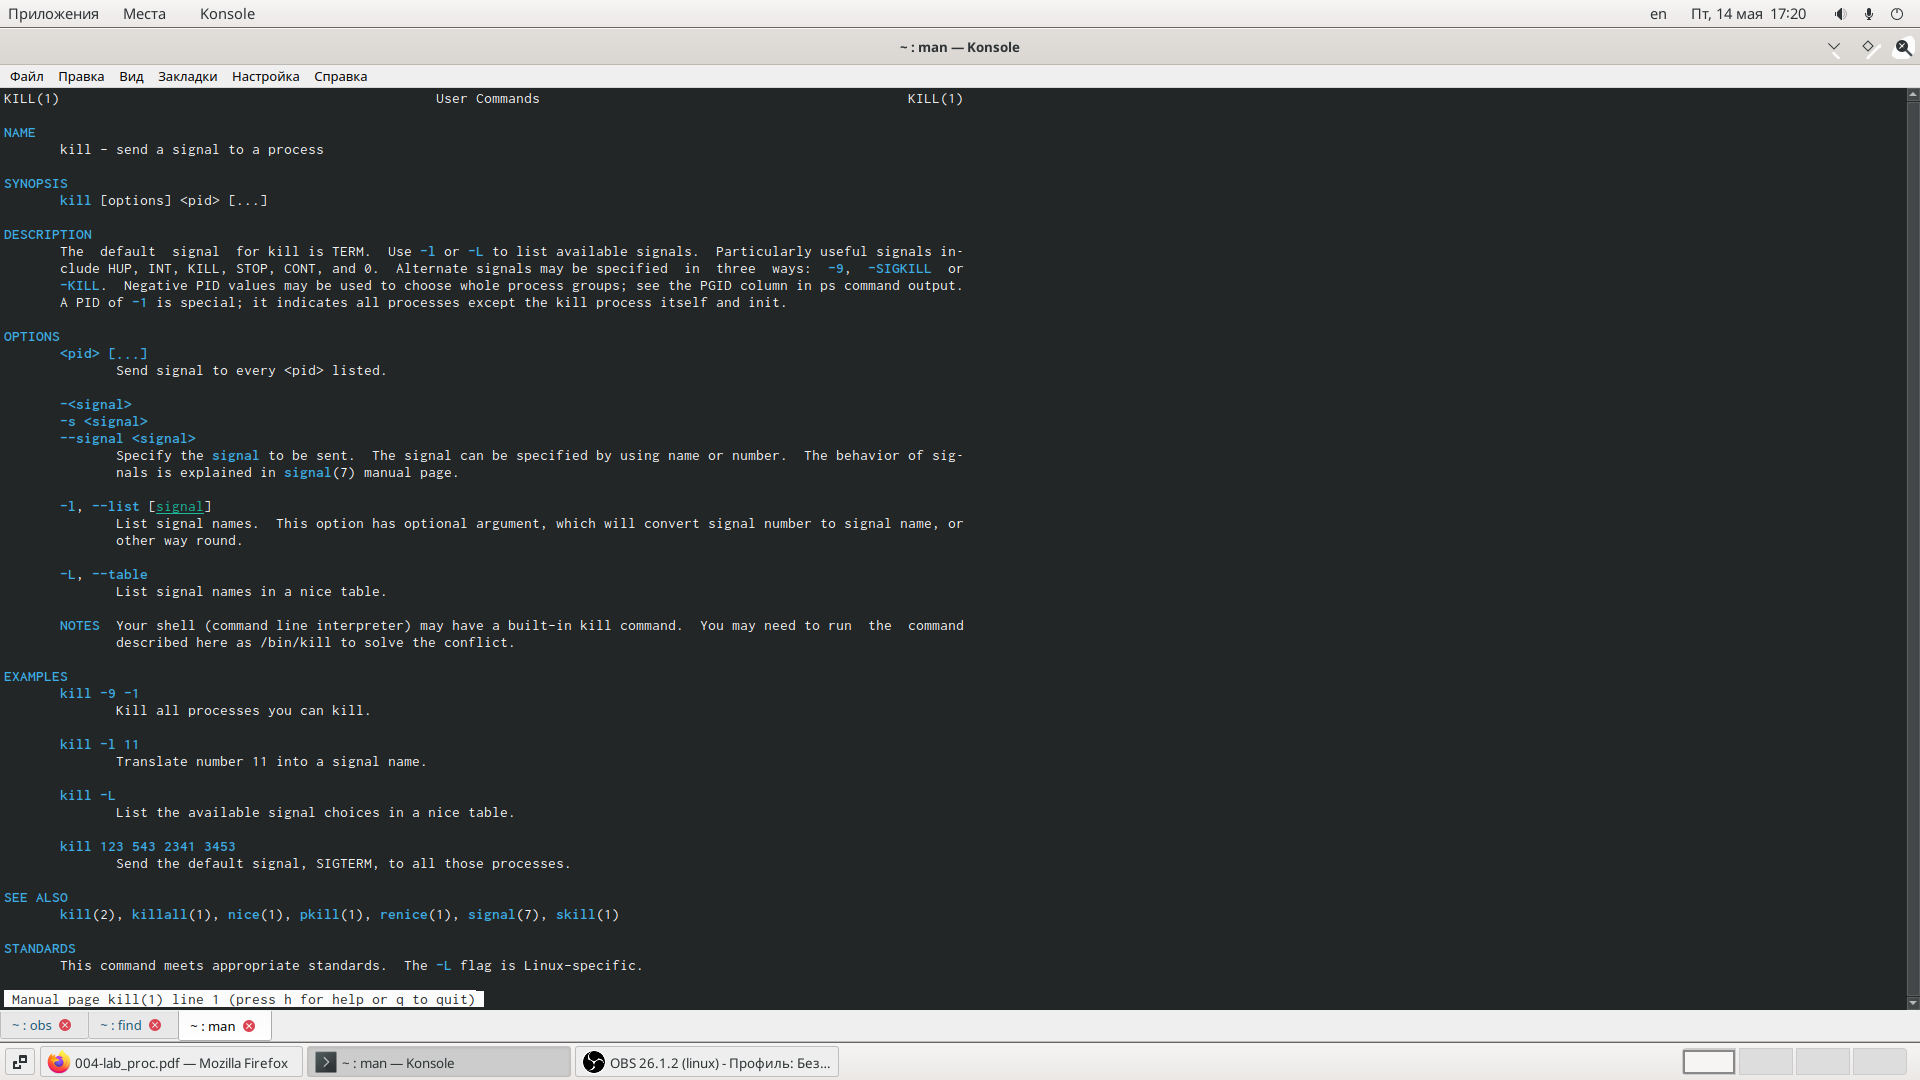 Приложения Места Konsole en Пт, 14 мая 17:20
~ : man — Konsole
Файл Правка Вид Закладки Настройка Справка
KILL(1) User Commands KILL(1)
NAME
kill - send a signal to a process
SYNOPSIS
kill [options] <pid> [...]
DESCRIPTION
The default signal for kill is TERM. Use -l or -L to list available signals. Particularly useful signals in-
clude HUP, INT, KILL, STOP, CONT, and 0. Alternate signals may be specified in three ways: -9, -SIGKILL or
-KILL. Negative PID values may be used to choose whole process groups; see the PGID column in ps command output.
A PID of -1 is special; it indicates all processes except the kill process itself and init.
OPTIONS
<pid> [...]
Send signal to every <pid> listed.
-<signal>
-s <signal>
--signal <signal>
Specify the signal to be sent. The signal can be specified by using name or number. The behavior of sig-
nals is explained in signal(7) manual page.
-l, --list [signal]
List signal names. This option has optional argument, which will convert signal number to signal name, or
other way round.
-L, --table
List signal names in a nice table.
NOTES Your shell (command line interpreter) may have a built-in kill command. You may need to run the command
described here as /bin/kill to solve the conflict.
EXAMPLES
kill -9 -1
Kill all processes you can kill.
kill -l 11
Translate number 11 into a signal name.
kill -L
List the available signal choices in a nice table.
kill 123 543 2341 3453
Send the default signal, SIGTERM, to all those processes.
SEE ALSO
kill(2), killall(1), nice(1), pkill(1), renice(1), signal(7), skill(1)
STANDARDS
This command meets appropriate standards. The -L flag is Linux-specific.
Manual page kill(1) line 1 (press h for help or q to quit)
~ : obs ~ : find ~ : man
004-lab_proc.pdf — Mozilla Firefox ~ : man — Konsole OBS 26.1.2 (linux) - Профиль: Без...